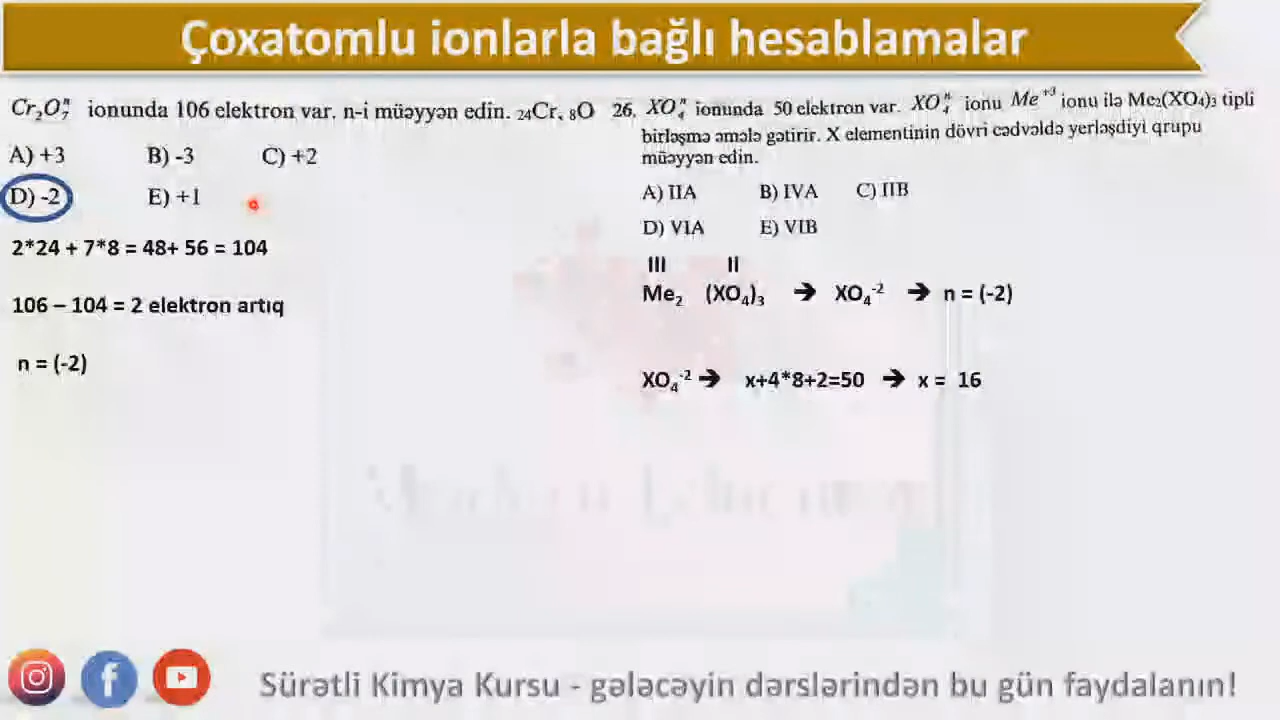 Çoxatomlu ionlarla bağlı hesablamalar
Cr₂O₇ⁿ ionunda 106 elektron var. n-i müəyyən edin. ₂₄Cr, ₈O
A) +3 B) -3 C) +2
D) -2 E) +1
2*24 + 7*8 = 48+ 56 = 104
106 – 104 = 2 elektron artıq
n = (-2)
26. XO₄ⁿ ionunda 50 elektron var. XO₄ⁿ ionu Me⁺³ ionu ilə Me₂(XO₄)₃ tipli
birləşmə əmələ gətirir. X elementinin dövri cədvəldə yerləşdiyi qrupu
müəyyən edin.
A) IIA B) IVA C) IIB
D) VIA E) VIB
III II
Me₂ (XO₄)₃ ➔ XO₄⁻² ➔ n = (-2)
XO₄⁻² ➔ x+4*8+2=50 ➔ x = 16
Sürətli Kimya Kursu - gələcəyin dərslərindən bu gün faydalanın!